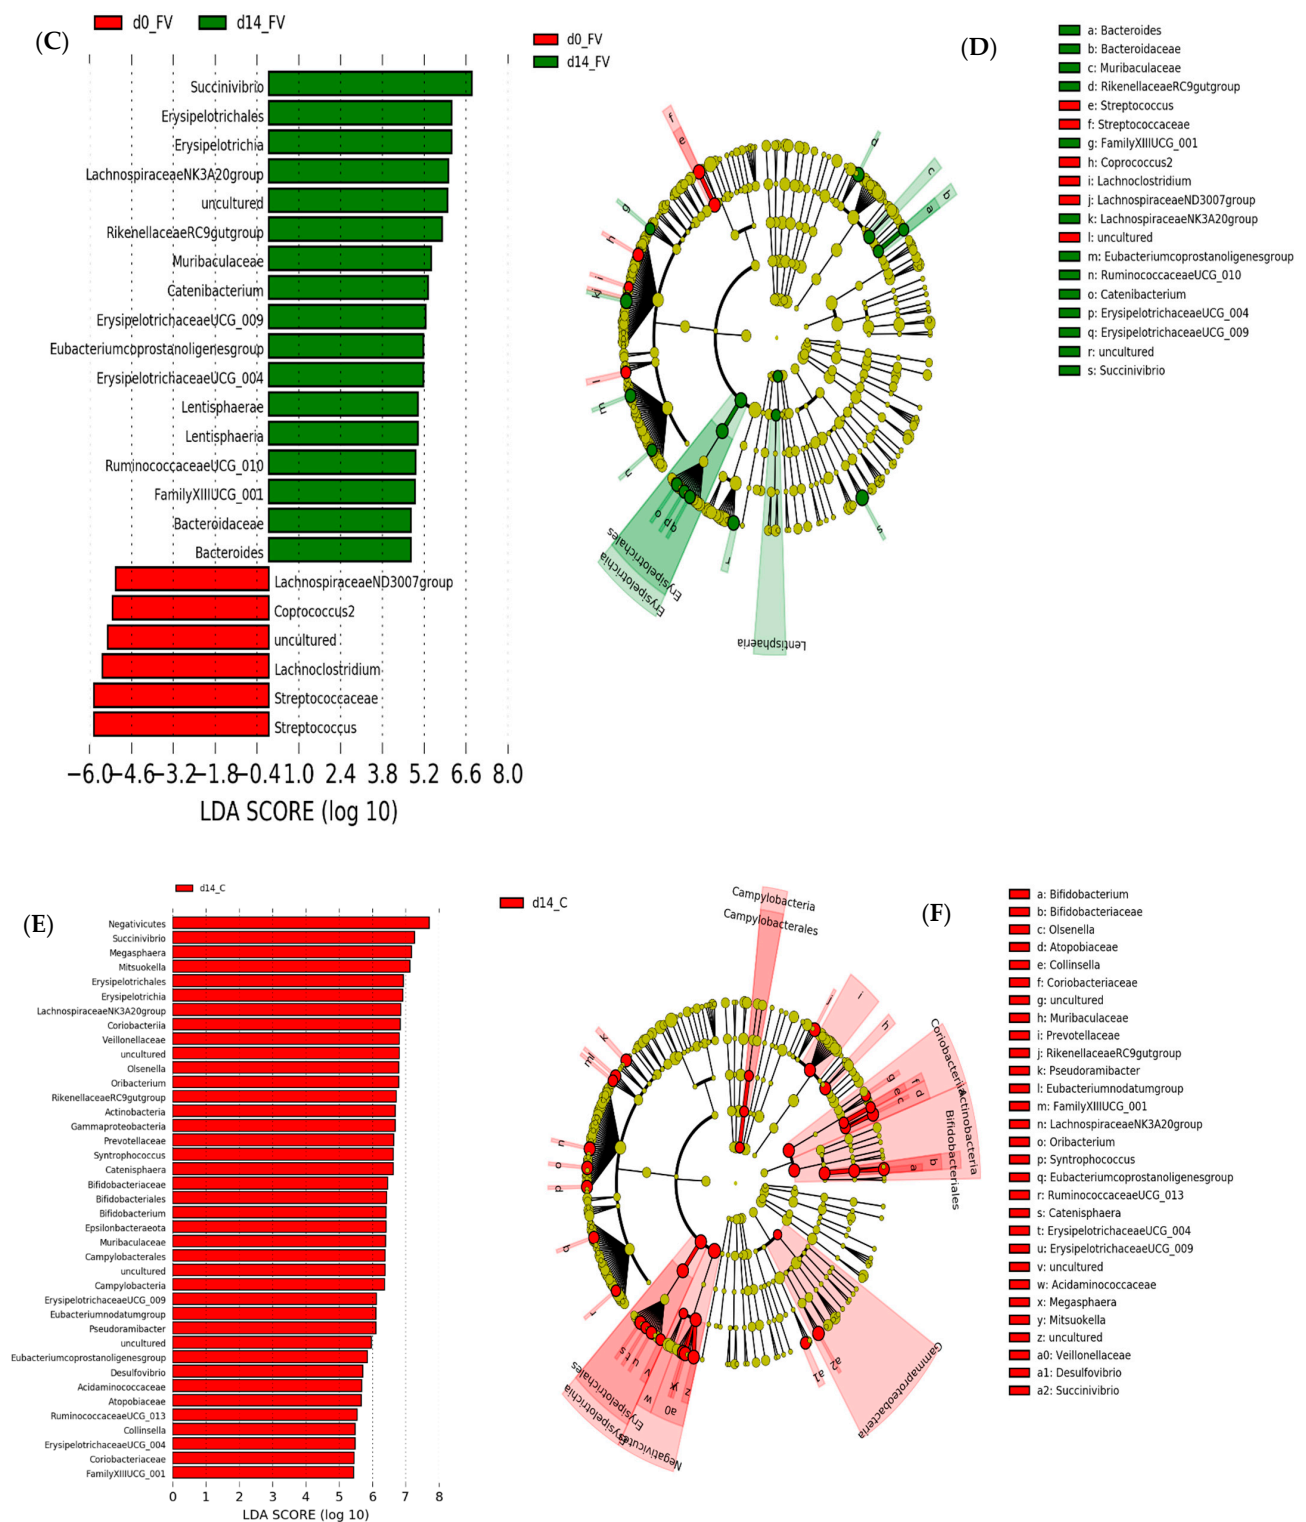 d0_FV
d14_FV
(C)
Succinivibrio
Erysipelotrichales
Erysipelotrichia
LachnospiraceaeNK3A20group
uncultured
RikenellaceaeRC9gutgroup
Muribaculaceae
Catenibacterium
ErysipelotrichaceaeUCG_009
Eubacteriumcoprostanoligenesgroup
ErysipelotrichaceaeUCG_004
Lentisphaerae
Lentisphaeria
RuminococcaceaeUCG_010
FamilyXIIIUCG_001
Bacteroidaceae
Bacteroides
LachnospiraceaeND3007group
Coprococcus2
uncultured
Lachnoclostridium
Streptococcaceae
Streptococcus
−6.0 −4.6 −3.2 −1.8 −0.4 1.0 2.4 3.8 5.2 6.6 8.0
LDA SCORE (log 10)
d0_FV
d14_FV
(D)
f
e
d
c
b
a
g
h
i
j
k
l
m
n
o
p
q
Erysipelotrichales
Erysipelotrichia
r
Lentisphaeria
s
a: Bacteroides
b: Bacteroidaceae
c: Muribaculaceae
d: RikenellaceaeRC9gutgroup
e: Streptococcus
f: Streptococcaceae
g: FamilyXIIIUCG_001
h: Coprococcus2
i: Lachnoclostridium
j: LachnospiraceaeND3007group
k: LachnospiraceaeNK3A20group
l: uncultured
m: Eubacteriumcoprostanoligenesgroup
n: RuminococcaceaeUCG_010
o: Catenibacterium
p: ErysipelotrichaceaeUCG_004
q: ErysipelotrichaceaeUCG_009
r: uncultured
s: Succinivibrio
d14_C
(E)
Negativicutes
Succinivibrio
Megasphaera
Mitsuokella
Erysipelotrichales
Erysipelotrichia
LachnospiraceaeNK3A20group
Coriobacteriia
Veillonellaceae
uncultured
Olsenella
Oribacterium
RikenellaceaeRC9gutgroup
Actinobacteria
Gammaproteobacteria
Prevotellaceae
Syntrophococcus
Catenisphaera
Bifidobacteriaceae
Bifidobacteriales
Bifidobacterium
Epsilonbacteraeota
Muribaculaceae
Campylobacterales
uncultured
Campylobacteria
ErysipelotrichaceaeUCG_009
Eubacteriumnodatumgroup
Pseudoramibacter
uncultured
Eubacteriumcoprostanoligenesgroup
Desulfovibrio
Acidaminococcaceae
Atopobiaceae
RuminococcaceaeUCG_013
Collinsella
ErysipelotrichaceaeUCG_004
Coriobacteriaceae
FamilyXIIIUCG_001
0 1 2 3 4 5 6 7 8
LDA SCORE (log 10)
d14_C
(F)
Campylobacteria
Campylobacterales
j
i
h
Coriobacteriia
Actinobacteria
Bifidobacteriales
g
f
e
d
c
b
a
k
l
m
n
o
p
q
r
s
t
u
v
w
a0
x
y
z
Erysipelotrichales
Erysipelotrichia
Negativicutes
a1
a2
Gammaproteobacteria
a: Bifidobacterium
b: Bifidobacteriaceae
c: Olsenella
d: Atopobiaceae
e: Collinsella
f: Coriobacteriaceae
g: uncultured
h: Muribaculaceae
i: Prevotellaceae
j: RikenellaceaeRC9gutgroup
k: Pseudoramibacter
l: Eubacteriumnodatumgroup
m: FamilyXIIIUCG_001
n: LachnospiraceaeNK3A20group
o: Oribacterium
p: Syntrophococcus
q: Eubacteriumcoprostanoligenesgroup
r: RuminococcaceaeUCG_013
s: Catenisphaera
t: ErysipelotrichaceaeUCG_004
u: ErysipelotrichaceaeUCG_009
v: uncultured
w: Acidaminococcaceae
x: Megasphaera
y: Mitsuokella
z: uncultured
a0: Veillonellaceae
a1: Desulfovibrio
a2: Succinivibrio